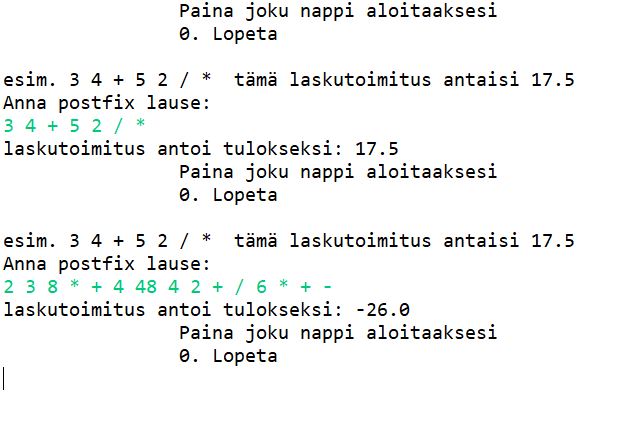 Paina joku nappi aloitaaksesi
0. Lopeta
esim. 3 4 + 5 2 / *  tämä laskutoimitus antaisi 17.5
Anna postfix lause:
3 4 + 5 2 / *
laskutoimitus antoi tulokseksi: 17.5
Paina joku nappi aloitaaksesi
0. Lopeta
esim. 3 4 + 5 2 / *  tämä laskutoimitus antaisi 17.5
Anna postfix lause:
2 3 8 * + 4 48 4 2 + / 6 * + -
laskutoimitus antoi tulokseksi: -26.0
Paina joku nappi aloitaaksesi
0. Lopeta